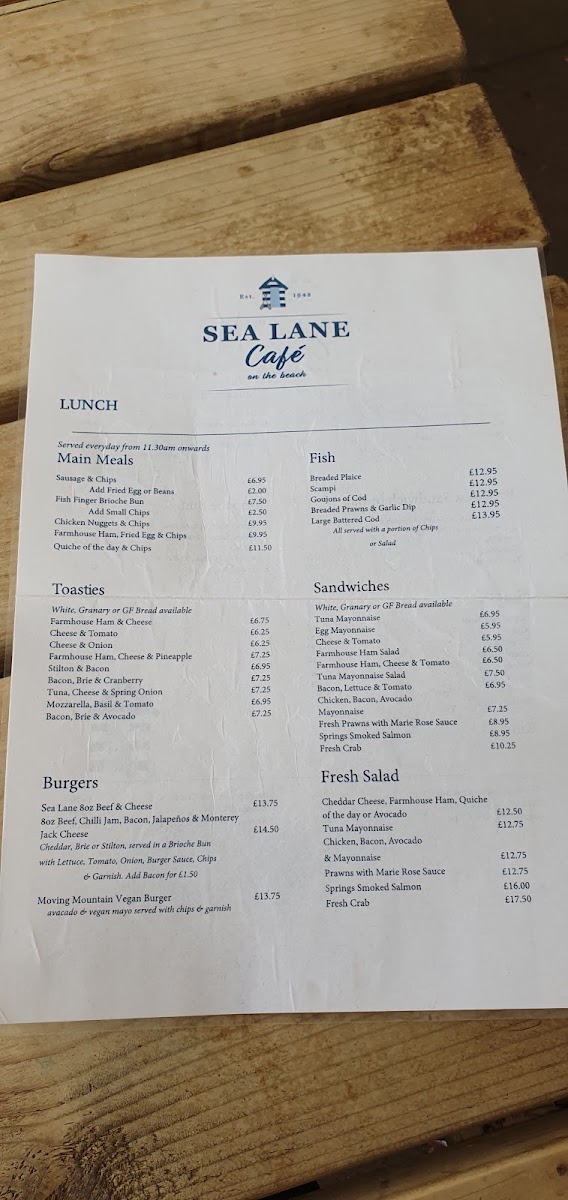 Est. 1948
SEA LANE
Café
on the beach
LUNCH
Served everyday from 11.30am onwards
Main Meals
Sausage & Chips £6.95
Add Fried Egg or Beans £2.00
Fish Finger Brioche Bun £7.50
Add Small Chips £2.50
Chicken Nuggets & Chips £9.95
Farmhouse Ham, Fried Egg & Chips £9.95
Quiche of the day & Chips £11.50
Fish
Breaded Plaice £12.95
Scampi £12.95
Goujons of Cod £12.95
Breaded Prawns & Garlic Dip £12.95
Large Battered Cod £13.95
All served with a portion of Chips
or Salad
Toasties
White, Granary or GF Bread available
Farmhouse Ham & Cheese £6.75
Cheese & Tomato £6.25
Cheese & Onion £6.25
Farmhouse Ham, Cheese & Pineapple £7.25
Stilton & Bacon £6.95
Bacon, Brie & Cranberry £7.25
Tuna, Cheese & Spring Onion £7.25
Mozzarella, Basil & Tomato £6.95
Bacon, Brie & Avocado £7.25
Sandwiches
White, Granary or GF Bread available
Tuna Mayonnaise £6.95
Egg Mayonnaise £5.95
Cheese & Tomato £5.95
Farmhouse Ham Salad £6.50
Farmhouse Ham, Cheese & Tomato £6.50
Tuna Mayonnaise Salad £7.50
Bacon, Lettuce & Tomato £6.95
Chicken, Bacon, Avocado
Mayonnaise £7.25
Fresh Prawns with Marie Rose Sauce £8.95
Springs Smoked Salmon £8.95
Fresh Crab £10.25
Burgers
Sea Lane 8oz Beef & Cheese £13.75
8oz Beef, Chilli Jam, Bacon, Jalapeños & Monterey
Jack Cheese £14.50
Cheddar, Brie or Stilton, served in a Brioche Bun
with Lettuce, Tomato, Onion, Burger Sauce, Chips
& Garnish. Add Bacon for £1.50
Moving Mountain Vegan Burger £13.75
avacado & vegan mayo served with chips & garnish
Fresh Salad
Cheddar Cheese, Farmhouse Ham, Quiche
of the day or Avocado £12.50
Tuna Mayonnaise £12.75
Chicken, Bacon, Avocado
& Mayonnaise £12.75
Prawns with Marie Rose Sauce £12.75
Springs Smoked Salmon £16.00
Fresh Crab £17.50